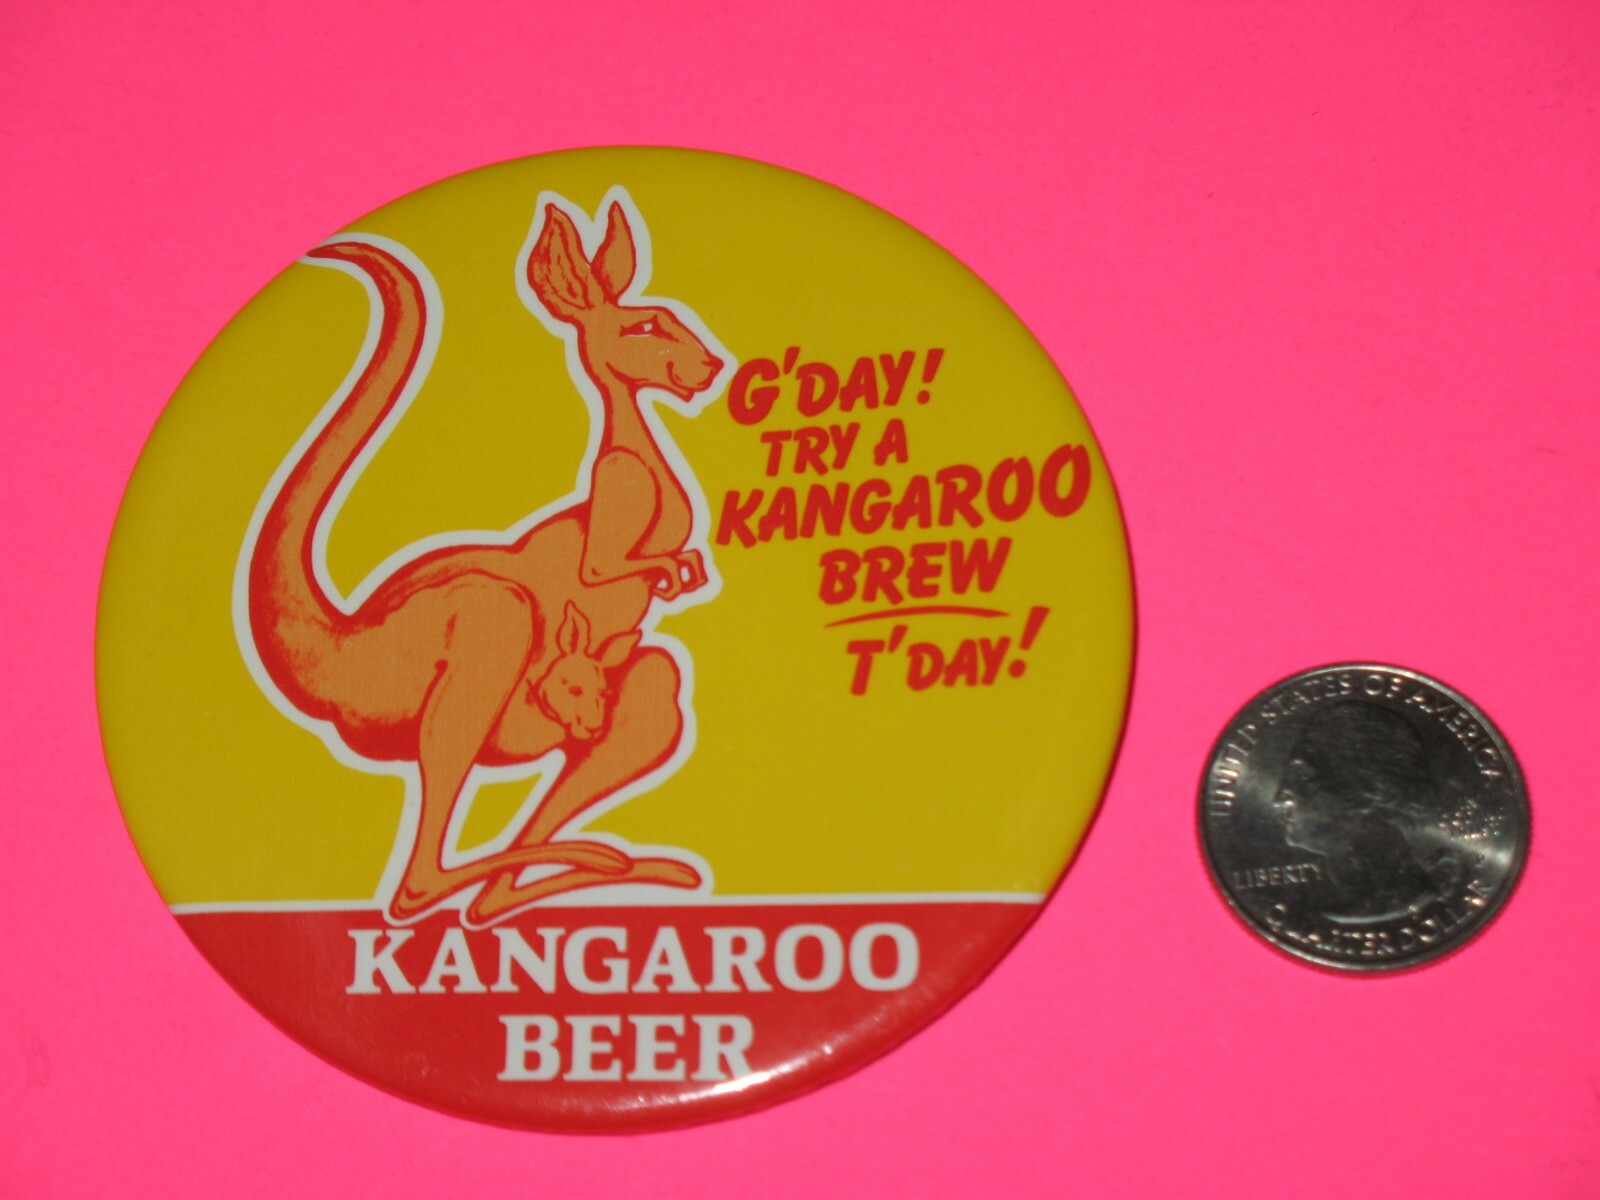 G'DAY!
TRY A
KANGAROO
BREW
T'DAY!
KANGAROO
BEER
UNITED STATES OF AMERICA
LIBERTY
QUARTER DOLLAR